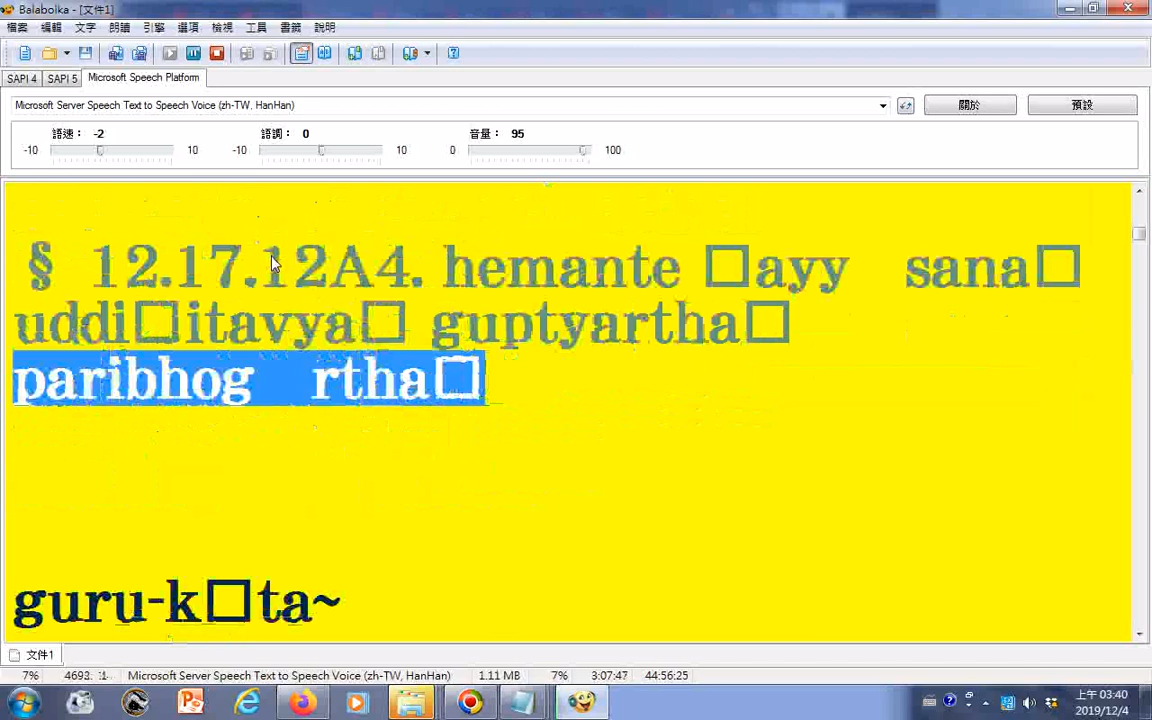 Balabolka - [文件1]
檔案 編輯 文字 朗讀 引擎 選項 檢視 工具 書籤 說明
SAPI 4 SAPI 5 Microsoft Speech Platform
Microsoft Server Speech Text to Speech Voice (zh-TW, HanHan) 關於 預設
語速： -2 語調： 0 音量： 95
-10 10 -10 10 0 100
§ 12.17.12A4. hemante □ayy sana□
uddi□itavya□ guptyartha□
paribhog rtha□
guru-k□ta~
文件1
7% 4692: :1· Microsoft Server Speech Text to Speech Voice (zh-TW, HanHan) 1.11 MB 7% 3:07:47 44:56:25
上午 03:40
2019/12/4